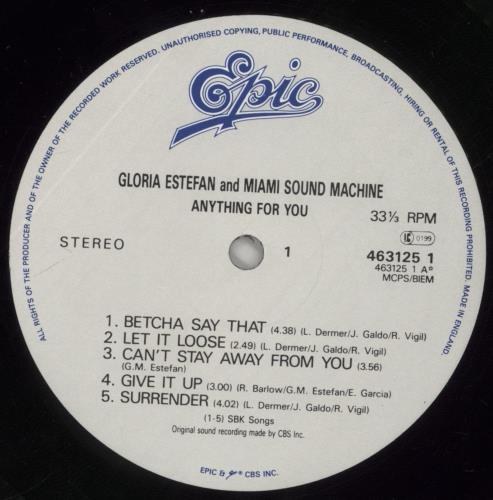 ALL RIGHTS OF THE PRODUCER AND OF THE OWNER OF THE RECORDED WORK RESERVED. UNAUTHORISED COPYING, PUBLIC PERFORMANCE, BROADCASTING, HIRING OR RENTAL OF THIS RECORDING PROHIBITED. MADE IN ENGLAND.
Epic
GLORIA ESTEFAN and MIAMI SOUND MACHINE
ANYTHING FOR YOU
33⅓ RPM
STEREO
1
0199
463125 1
463125 1 Aº
MCPS/BIEM
1. BETCHA SAY THAT (4.38) (L. Dermer/J. Galdo/R. Vigil)
2. LET IT LOOSE (2.49) (L. Dermer/J. Galdo/R. Vigil)
3. CAN'T STAY AWAY FROM YOU (3.56)
(G.M. Estefan)
4. GIVE IT UP (3.00) (R. Barlow/G.M. Estefan/E. Garcia)
5. SURRENDER (4.02) (L. Dermer/J. Galdo/R. Vigil)
(1-5) SBK Songs
Original sound recording made by CBS Inc.
EPIC & ® CBS INC.